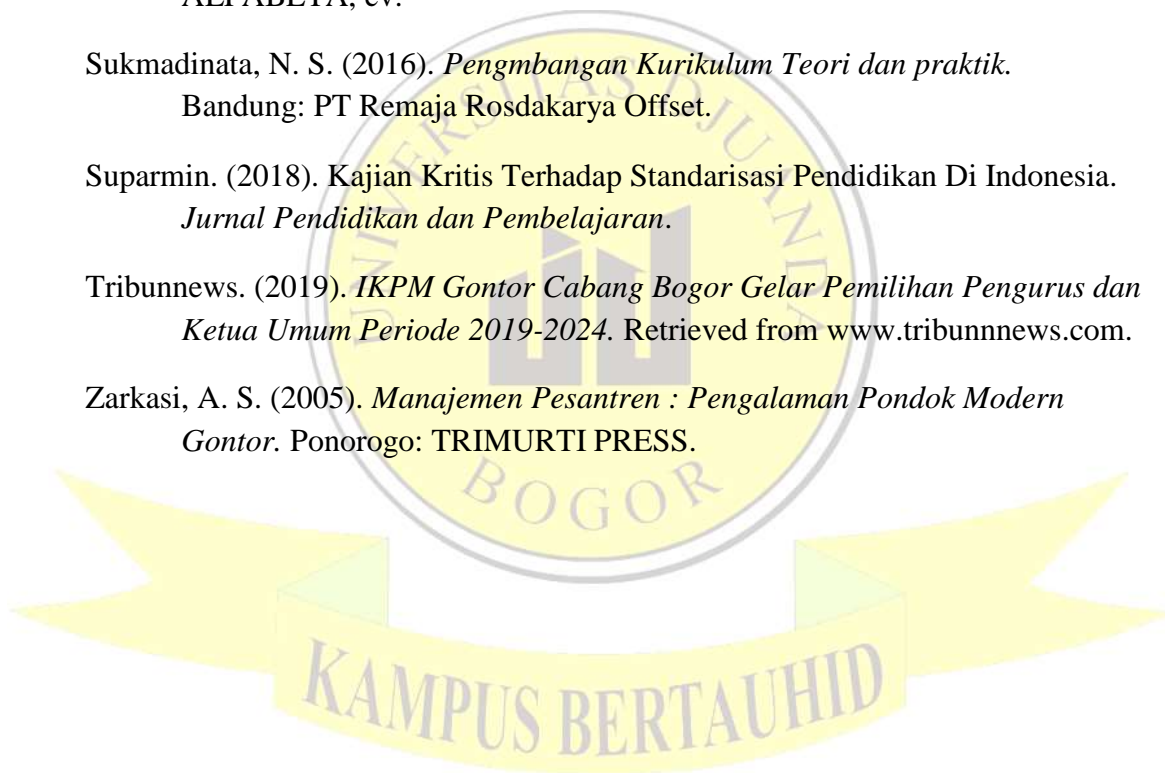 ALFABETA, cv.
Sukmadinata, N. S. (2016). Pengmbangan Kurikulum Teori dan praktik.
Bandung: PT Remaja Rosdakarya Offset.
Suparmin. (2018). Kajian Kritis Terhadap Standarisasi Pendidikan Di Indonesia.
Jurnal Pendidikan dan Pembelajaran.
Tribunnews. (2019). IKPM Gontor Cabang Bogor Gelar Pemilihan Pengurus dan
Ketua Umum Periode 2019-2024. Retrieved from www.tribunnnews.com.
Zarkasi, A. S. (2005). Manajemen Pesantren : Pengalaman Pondok Modern
Gontor. Ponorogo: TRIMURTI PRESS.
UNIVERSITAS DJUANDA
BOGOR
KAMPUS BERTAUHID